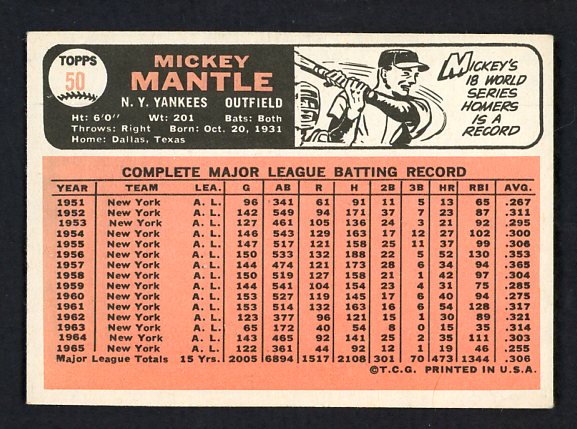 TOPPS
50
MICKEY
MANTLE
N. Y. YANKEES OUTFIELD
Ht: 6'0" Wt: 201 Bats: Both
Throws: Right Born: Oct. 20, 1931
Home: Dallas, Texas
MICKEY'S
18 WORLD
SERIES
HOMERS
IS A
RECORD
COMPLETE MAJOR LEAGUE BATTING RECORD
YEAR TEAM LEA. G AB R H 2B 3B HR RBI AVG.
1951 New York A. L. 96 341 61 91 11 5 13 65 .267
1952 New York A. L. 142 549 94 171 37 7 23 87 .311
1953 New York A. L. 127 461 105 136 24 3 21 92 .295
1954 New York A. L. 146 543 129 163 17 12 27 102 .300
1955 New York A. L. 147 517 121 158 25 11 37 99 .306
1956 New York A. L. 150 533 132 188 22 5 52 130 .353
1957 New York A. L. 144 474 121 173 28 6 34 94 .365
1958 New York A. L. 150 519 127 158 21 1 42 97 .304
1959 New York A. L. 144 541 104 154 23 4 31 75 .285
1960 New York A. L. 153 527 119 145 17 6 40 94 .275
1961 New York A. L. 153 514 132 163 16 6 54 128 .317
1962 New York A. L. 123 377 96 121 15 1 30 89 .321
1963 New York A. L. 65 172 40 54 8 0 15 35 .314
1964 New York A. L. 143 465 92 141 25 2 35 111 .303
1965 New York A. L. 122 361 44 92 12 1 19 46 .255
Major League Totals 15 Yrs. 2005 6894 1517 2108 301 70 473 1344 .306
©T.C.G. PRINTED IN U.S.A.